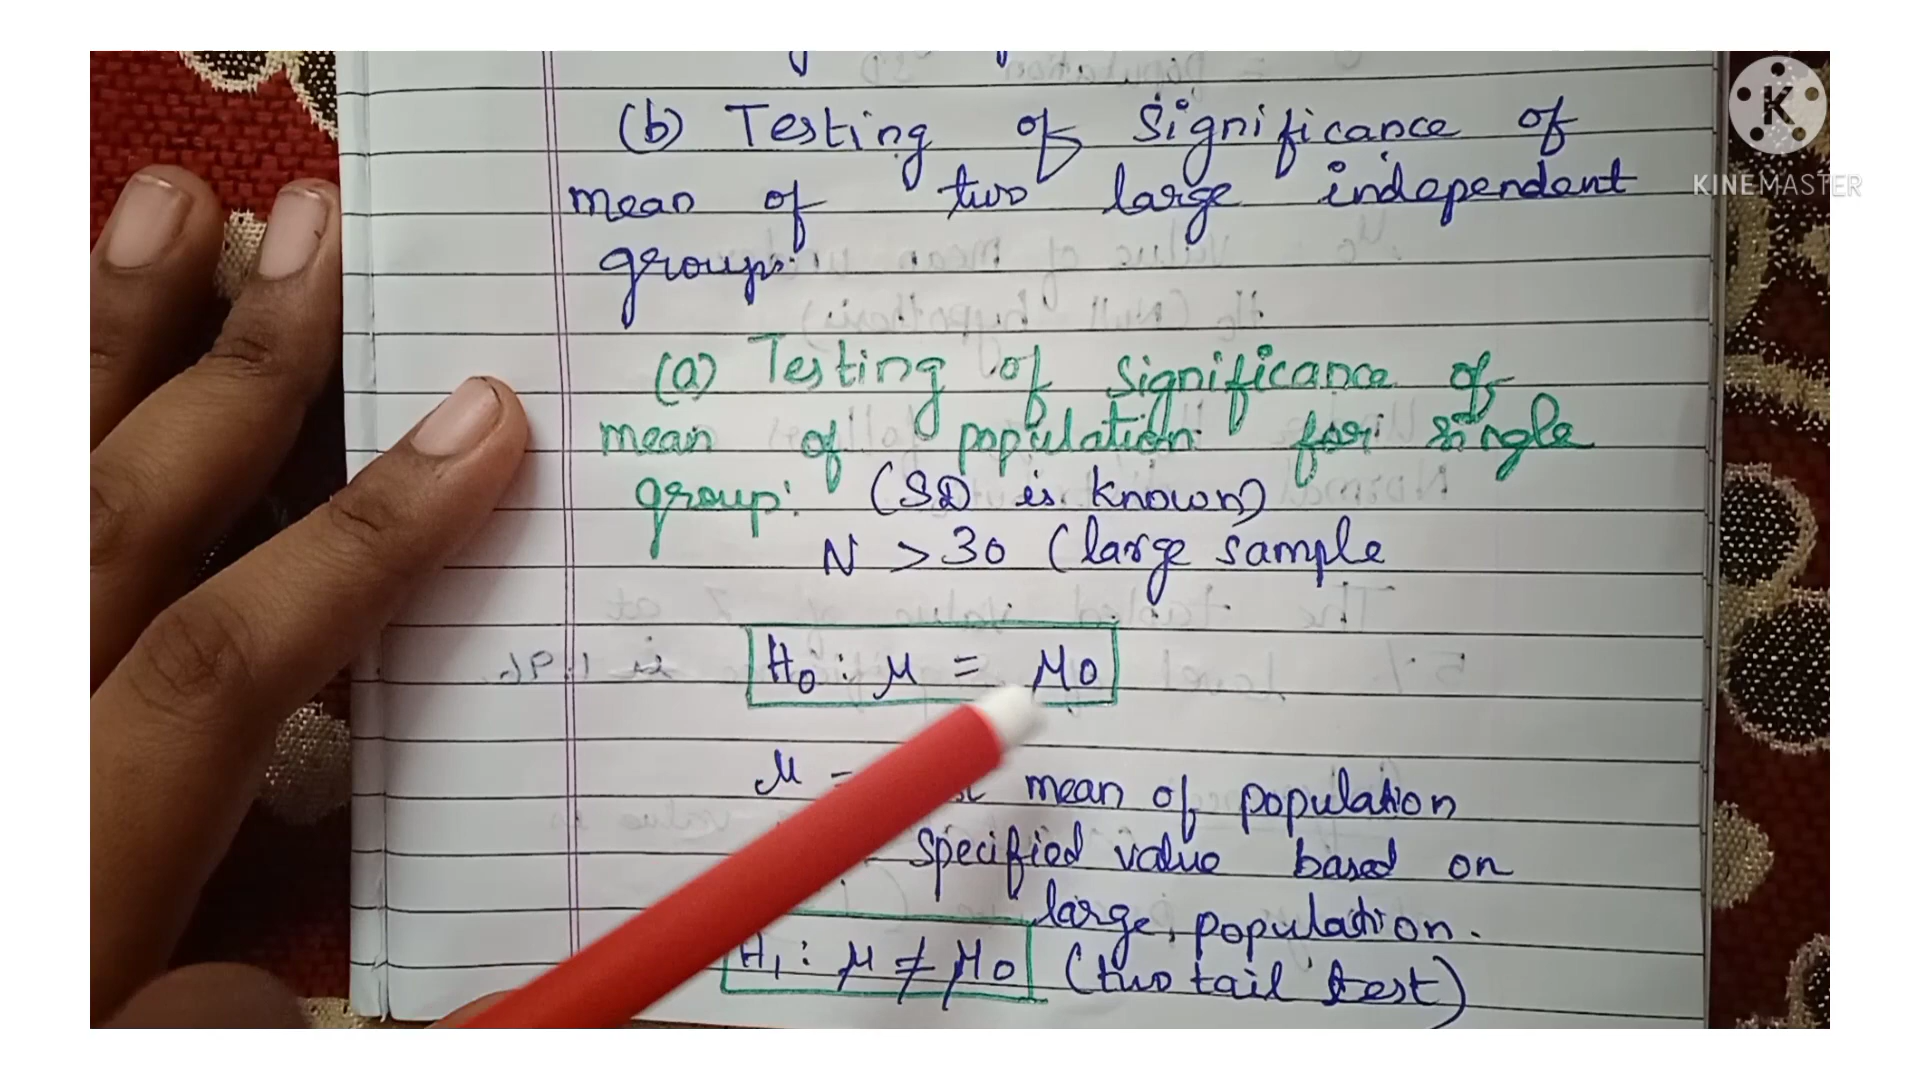 (b) Testing of significance of
mean of two large independent
groups:
(a) Testing of significance of
mean of population for single
group: (SD is known)
N > 30 (large sample
H0 : μ = μ0
μ = mean of population
specified value based on
large population.
H1 : μ ≠ μ0 (two tail test)
K
KINEMASTER